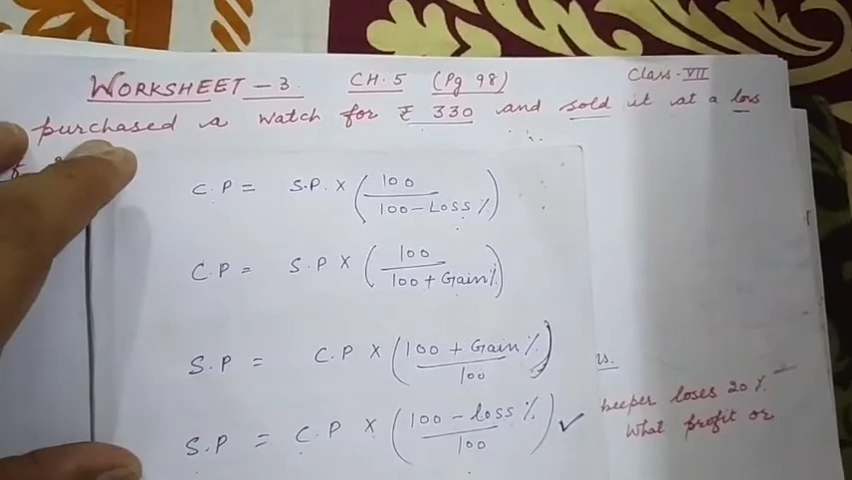 WORKSHEET - 3 CH. 5 (Pg 98) Class - VII
purchased a watch for ₹ 330 and sold it at a loss
C.P = S.P. × (100 / 100 - Loss %)
C.P = S.P × (100 / 100 + Gain%)
S.P = C.P × (100 + Gain % / 100)
ns.
S.P = C.P × (100 - loss % / 100) ✓
keeper loses 20 %.
What profit or